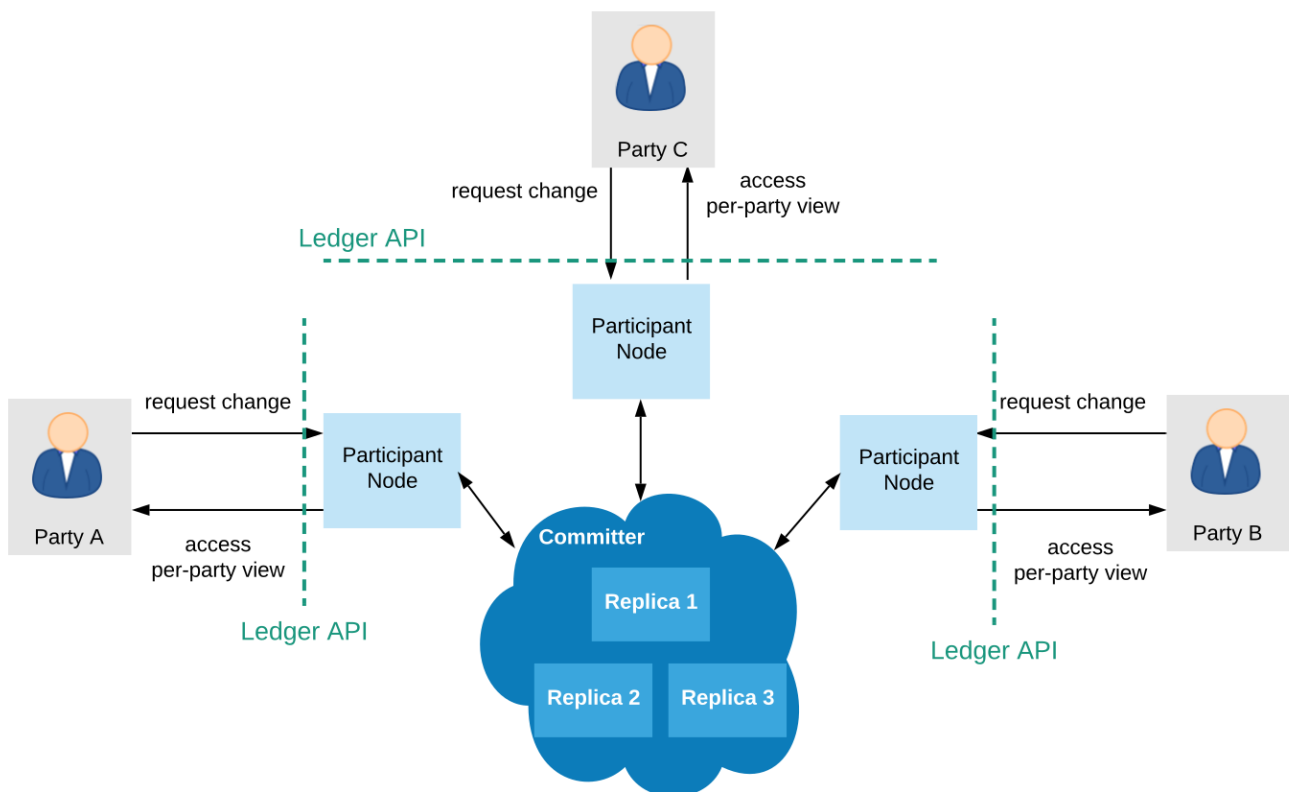 Party C
request change
access
per-party view
Ledger API
Participant
Node
request change
Participant
Node
Party A
access
per-party view
Ledger API
request change
Participant
Node
Party B
access
per-party view
Ledger API
Committer
Replica 1
Replica 2
Replica 3